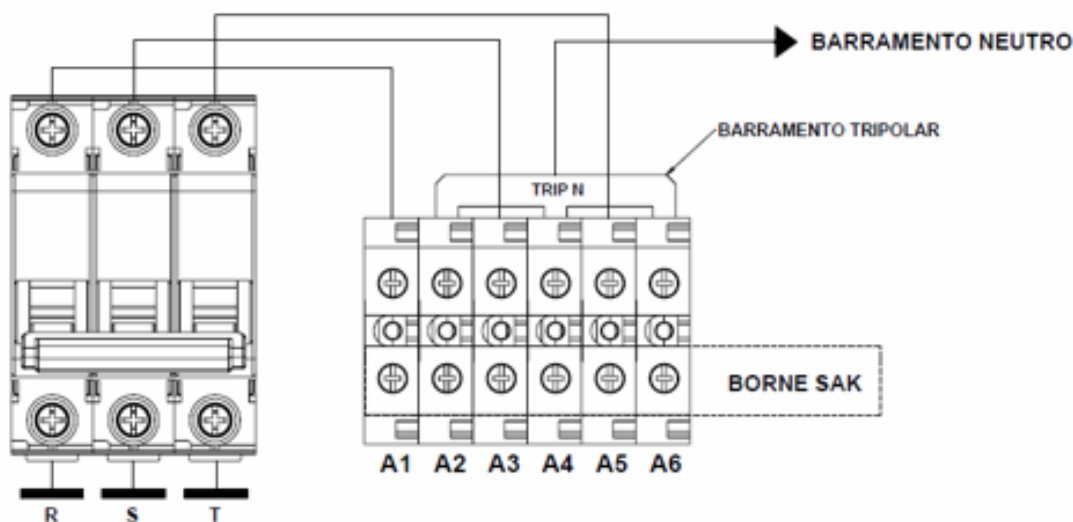 BARRAMENTO NEUTRO
BARRAMENTO TRIPOLAR
TRIP N
BORNE SAK
A1 A2 A3 A4 A5 A6
R S T